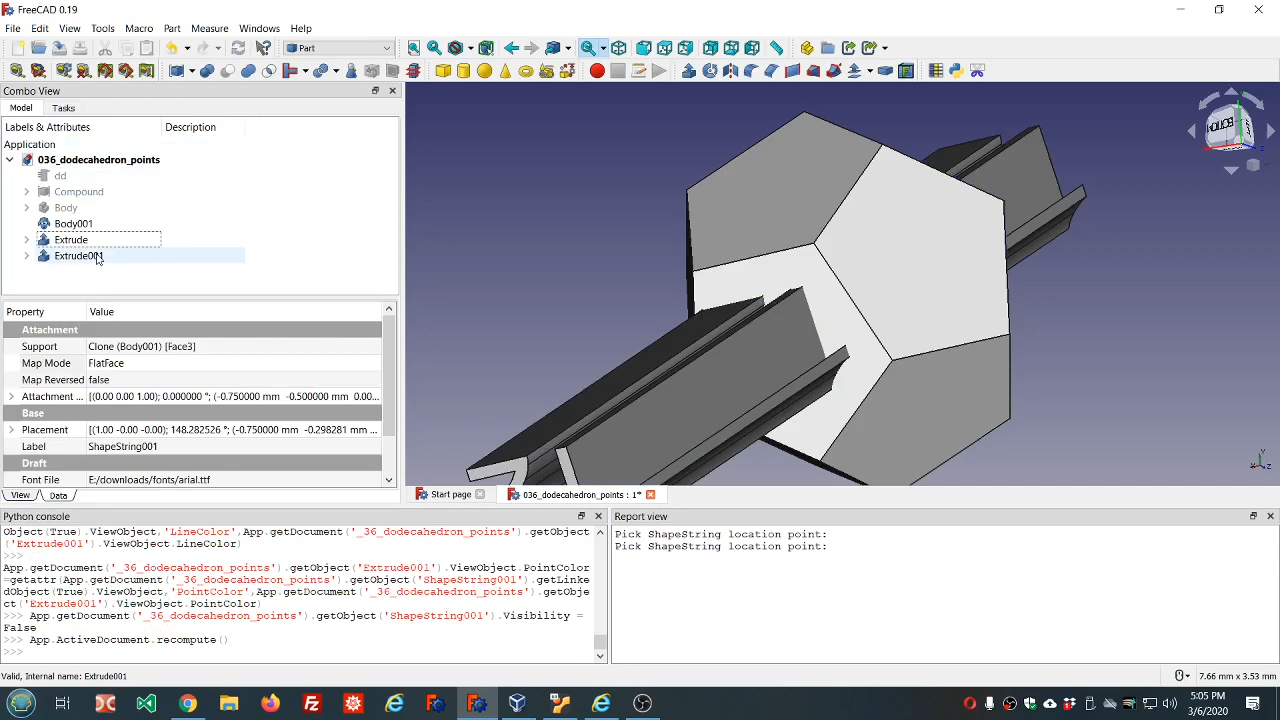 FreeCAD 0.19
File Edit View Tools Macro Part Measure Windows Help
Part
Combo View
Model Tasks
Labels & Attributes Description
Application
036_dodecahedron_points
dd
Compound
Body
Body001
Extrude
Extrude001
Property Value
Attachment
Support Clone (Body001) [Face3]
Map Mode FlatFace
Map Reversed false
Attachment ... [(0.00 0.00 1.00); 0.000000 °; (-0.750000 mm -0.500000 mm 0.00...
Base
Placement [(1.00 -0.00 -0.00); 148.282526 °; (-0.750000 mm -0.298281 mm ...
Label ShapeString001
Draft
Font File E:/downloads/fonts/arial.ttf
View Data
BOTTOM
Start page 036_dodecahedron_points : 1*
Python console
Object(True).ViewObject,'LineColor',App.getDocument('_36_dodecahedron_points').getObject
('Extrude001').ViewObject.LineColor)
>>>
App.getDocument('_36_dodecahedron_points').getObject('Extrude001').ViewObject.PointColor
=getattr(App.getDocument('_36_dodecahedron_points').getObject('ShapeString001').getLinke
dObject(True).ViewObject,'PointColor',App.getDocument('_36_dodecahedron_points').getObje
ct('Extrude001').ViewObject.PointColor)
>>> App.getDocument('_36_dodecahedron_points').getObject('ShapeString001').Visibility =
False
>>> App.ActiveDocument.recompute()
>>>
Report view
Pick ShapeString location point:
Pick ShapeString location point:
Valid, Internal name: Extrude001
7.66 mm x 3.53 mm
5:05 PM
3/6/2020